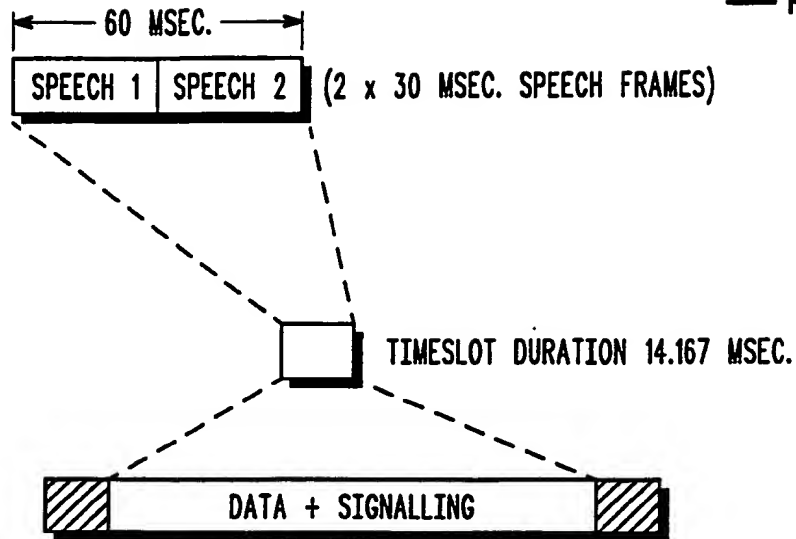 60 MSEC.
SPEECH 1 SPEECH 2 (2 x 30 MSEC. SPEECH FRAMES)
TIMESLOT DURATION 14.167 MSEC.
DATA + SIGNALLING